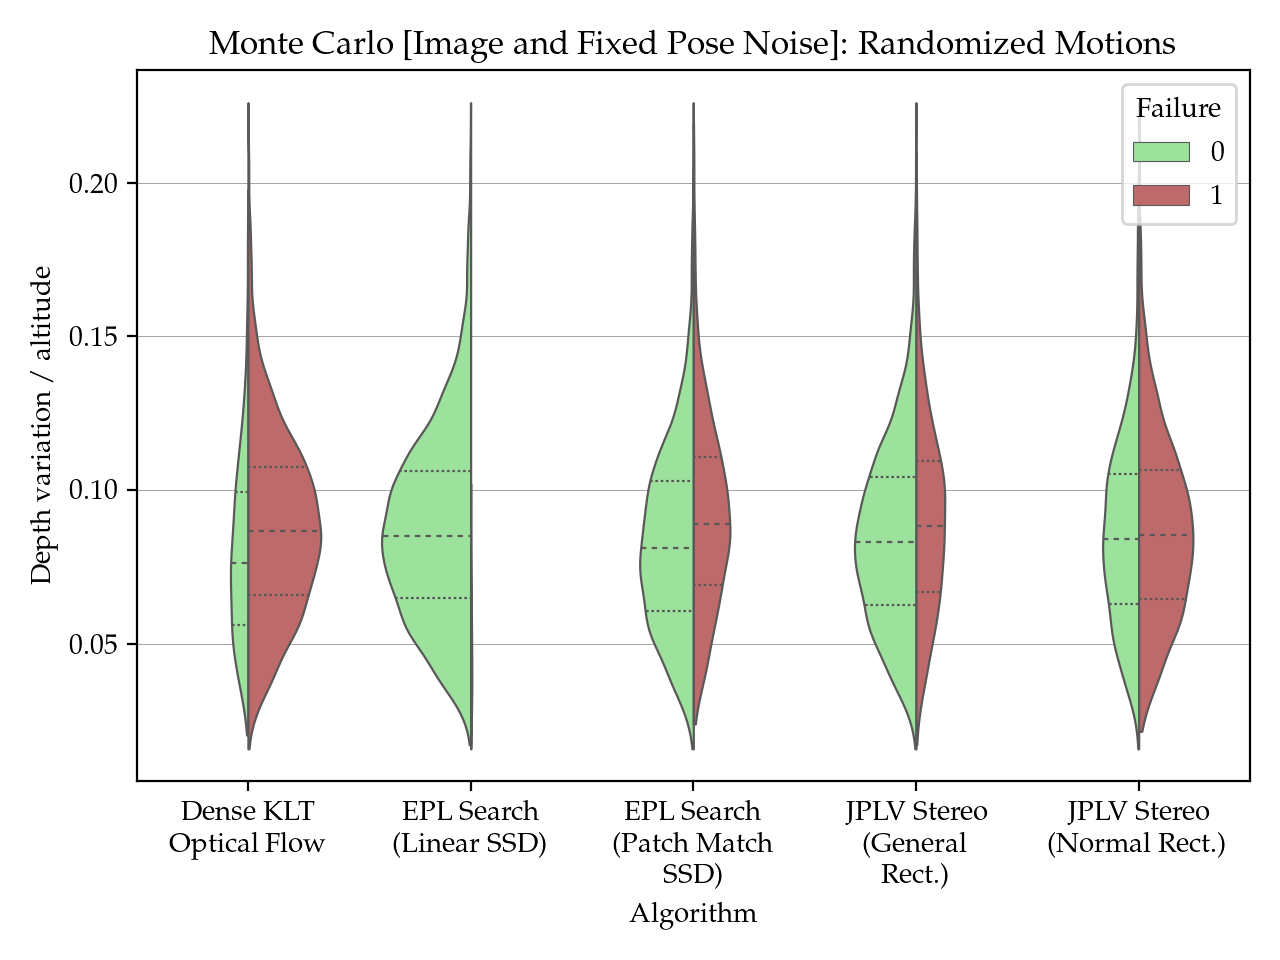 Monte Carlo [Image and Fixed Pose Noise]: Randomized Motions
Failure
0
1
0.20
0.15
0.10
0.05
Depth variation / altitude
Dense KLT
Optical Flow
EPL Search
(Linear SSD)
EPL Search
(Patch Match
SSD)
JPLV Stereo
(General
Rect.)
JPLV Stereo
(Normal Rect.)
Algorithm